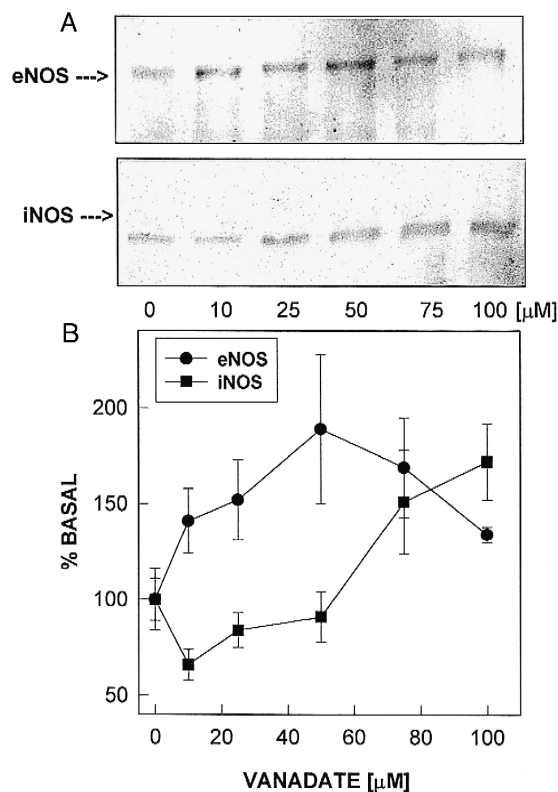 A
eNOS --->
iNOS --->
0 10 25 50 75 100 [µM]
B
eNOS
iNOS
200
150
100
50
% BASAL
0 20 40 60 80 100
VANADATE [µM]